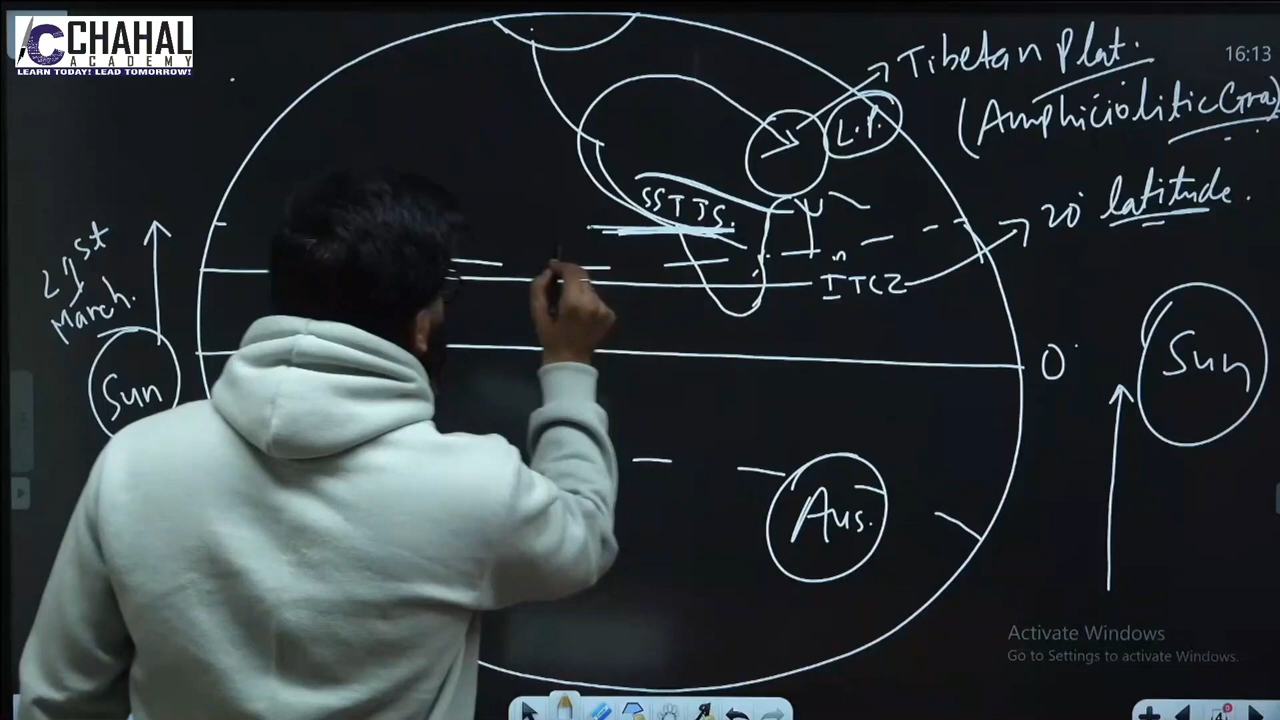 CHAHAL
ACADEMY
LEARN TODAY! LEAD TOMORROW!
16:13
Tibetan Plat.
(Amphiciolitic Gra
L.P.
SSTJS.
20° latitude.
ITCZ
21st
March.
Sun
0°
Sun
Aus.
Activate Windows
Go to Settings to activate Windows.